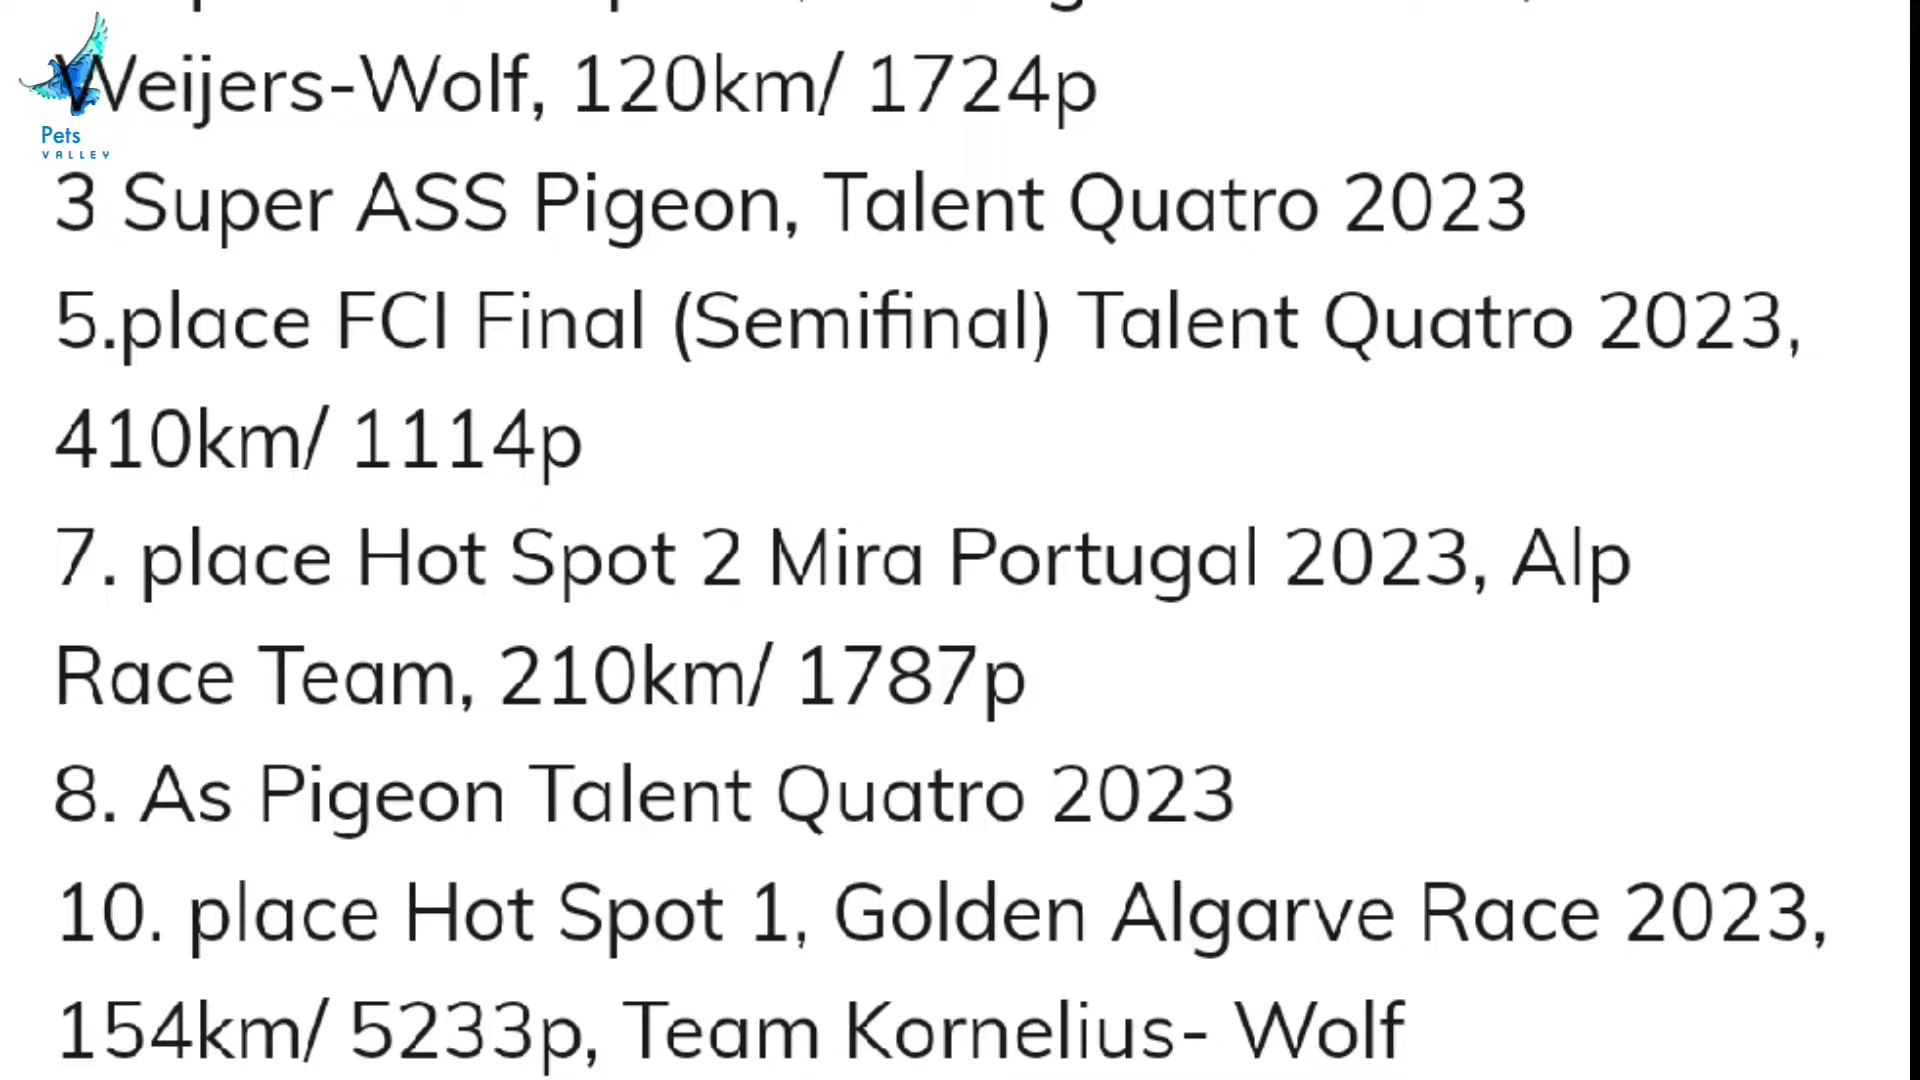 Weijers-Wolf, 120km/ 1724p
Pets
VALLEY
3 Super ASS Pigeon, Talent Quatro 2023
5.place FCI Final (Semifinal) Talent Quatro 2023,
410km/ 1114p
7. place Hot Spot 2 Mira Portugal 2023, Alp
Race Team, 210km/ 1787p
8. As Pigeon Talent Quatro 2023
10. place Hot Spot 1, Golden Algarve Race 2023,
154km/ 5233p, Team Kornelius- Wolf